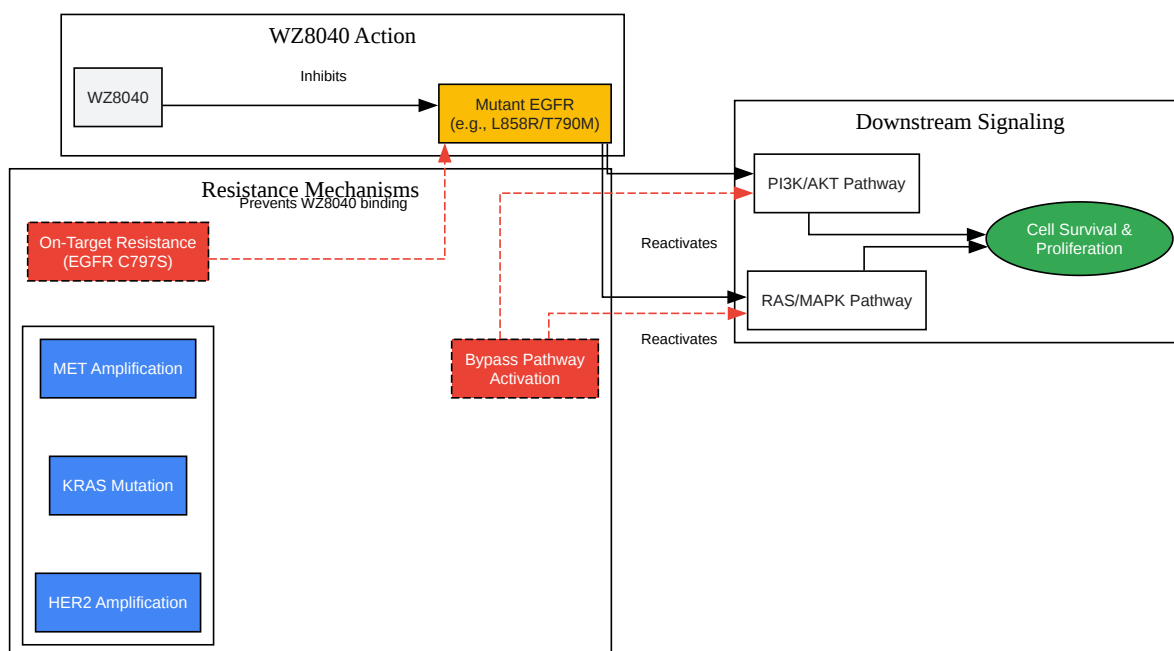 WZ8040 Action
Inhibits
WZ8040
Mutant EGFR
(e.g., L858R/T790M)
Downstream Signaling
PI3K/AKT Pathway
Resistance Mechanisms
Prevents WZ8040 binding
On-Target Resistance
(EGFR C797S)
Reactivates
Cell Survival &
Proliferation
RAS/MAPK Pathway
Reactivates
Bypass Pathway
Activation
MET Amplification
KRAS Mutation
HER2 Amplification